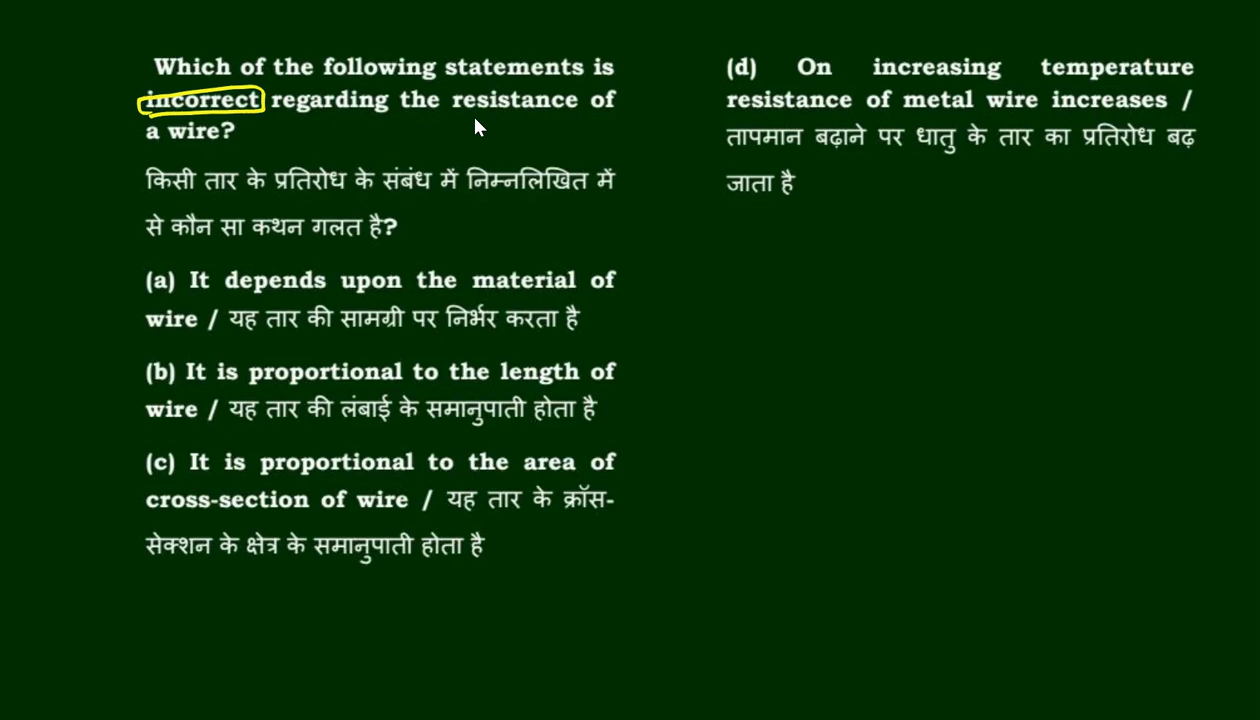 Which of the following statements is
incorrect regarding the resistance of
a wire?
किसी तार के प्रतिरोध के संबंध में निम्नलिखित में
से कौन सा कथन गलत है?
(a) It depends upon the material of
wire / यह तार की सामग्री पर निर्भर करता है
(b) It is proportional to the length of
wire / यह तार की लंबाई के समानुपाती होता है
(c) It is proportional to the area of
cross-section of wire / यह तार के क्रॉस-
सेक्शन के क्षेत्र के समानुपाती होता है
(d) On increasing temperature
resistance of metal wire increases /
तापमान बढ़ाने पर धातु के तार का प्रतिरोध बढ़
जाता है